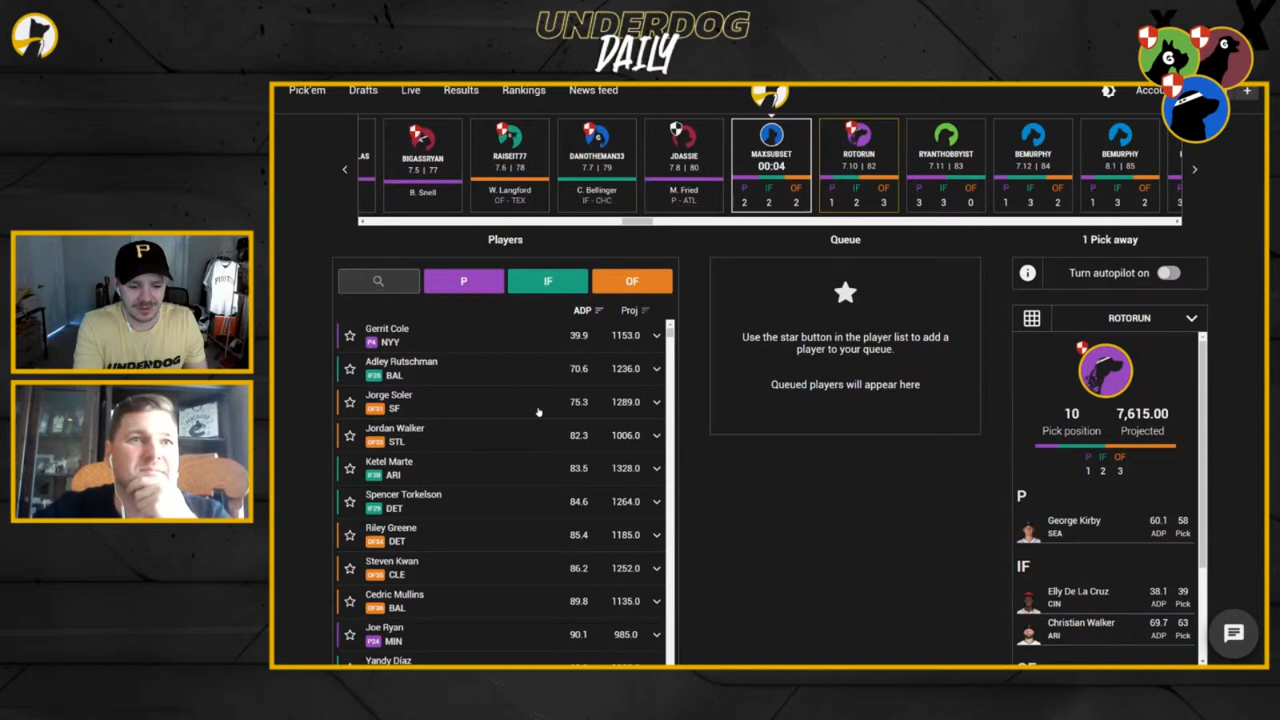 UNDERDOG
DAILY
Pick'em Drafts Live Results Rankings News feed
BIGASSRYAN
7.5 | 77
B. Snell
RAISEIT77
7.6 | 78
W. Langford
OF - TEX
DANOTHEMAN33
7.7 | 79
C. Bellinger
IF - CHC
JDASSIE
7.8 | 80
M. Fried
P - ATL
MAXSUBSET
00:04
P IF OF
2 2 2
ROTORUN
7.10 | 82
P IF OF
1 2 3
RYANTHOBBYIST
7.11 | 83
P IF OF
3 3 0
BEMURPHY
7.12 | 84
P IF OF
1 3 2
BEMURPHY
8.1 | 85
P IF OF
1 3 2
Players
Queue
1 Pick away
P IF OF
ADP Proj
Gerrit Cole
NYY
39.9 1153.0
Adley Rutschman
BAL
70.6 1236.0
Jorge Soler
OF31 SF
75.3 1289.0
Jordan Walker
STL
82.3 1006.0
Ketel Marte
ARI
83.5 1328.0
Spencer Torkelson
IF29 DET
84.6 1264.0
Riley Greene
OF34 DET
85.4 1185.0
Steven Kwan
OF35 CLE
86.2 1252.0
Cedric Mullins
OF36 BAL
89.8 1135.0
Joe Ryan
P24 MIN
90.1 985.0
Yandy Díaz
Use the star button in the player list to add a
player to your queue.
Queued players will appear here
Turn autopilot on
ROTORUN
10 7,615.00
Pick position Projected
P IF OF
1 2 3
P
George Kirby 60.1 58
SEA ADP Pick
IF
Elly De La Cruz 38.1 39
CIN ADP Pick
Christian Walker 69.7 63
ARI ADP Pick